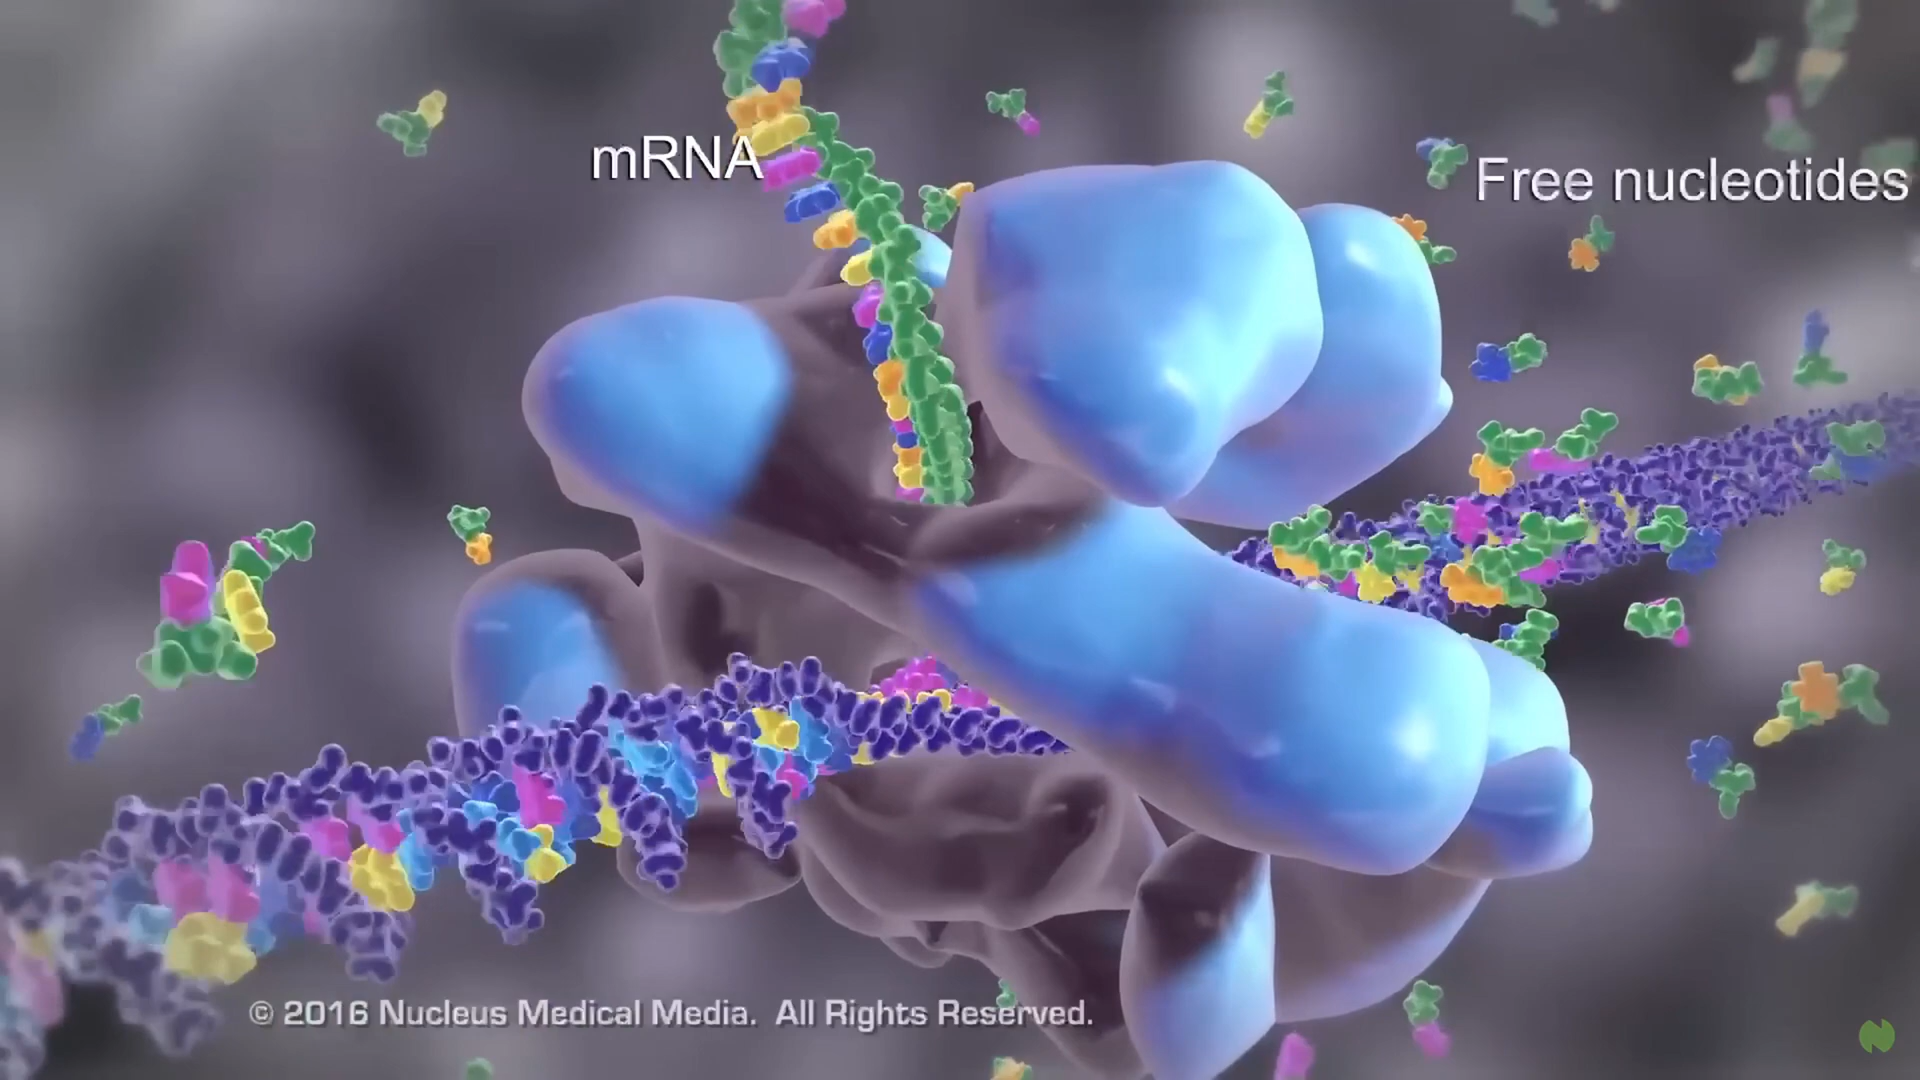 mRNA
Free nucleotides
© 2016 Nucleus Medical Media. All Rights Reserved.